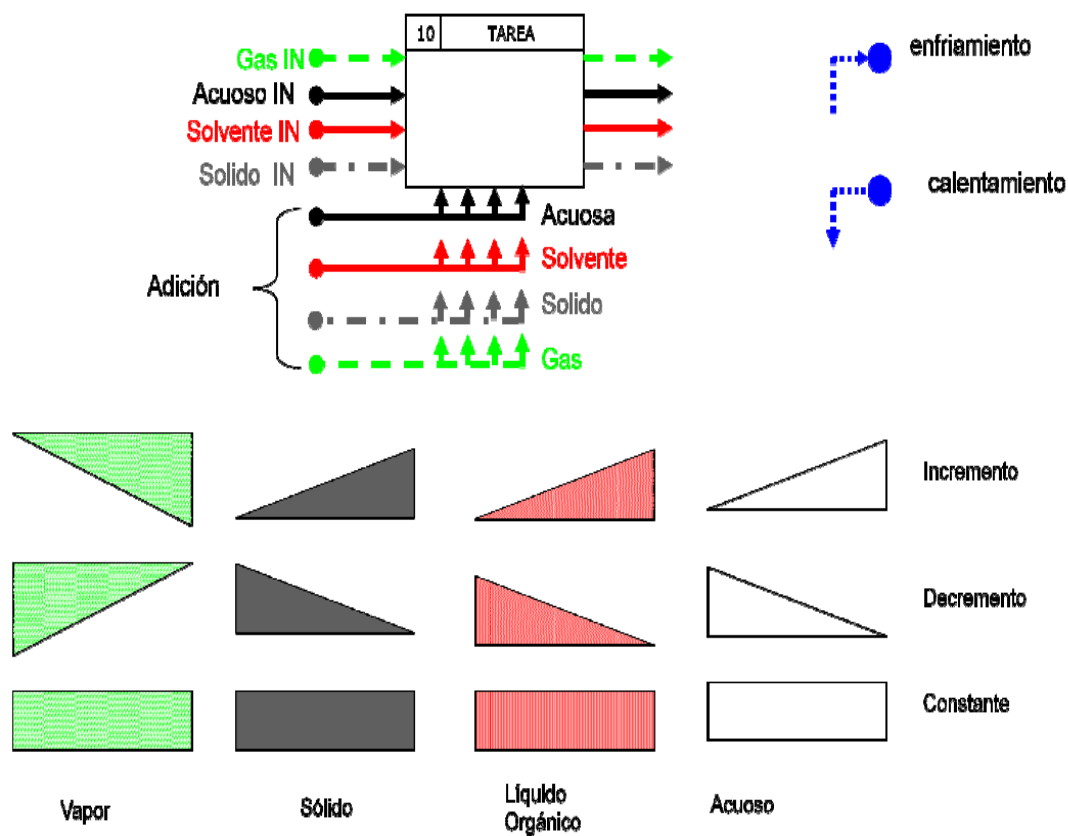 10 TAREA
Gas IN
Acuoso IN
Solvente IN
Solido IN
enfriamiento
calentamiento
Adición
Acuosa
Solvente
Solido
Gas
Incremento
Decremento
Constante
Vapor
Sólido
Líquido
Orgánico
Acuoso